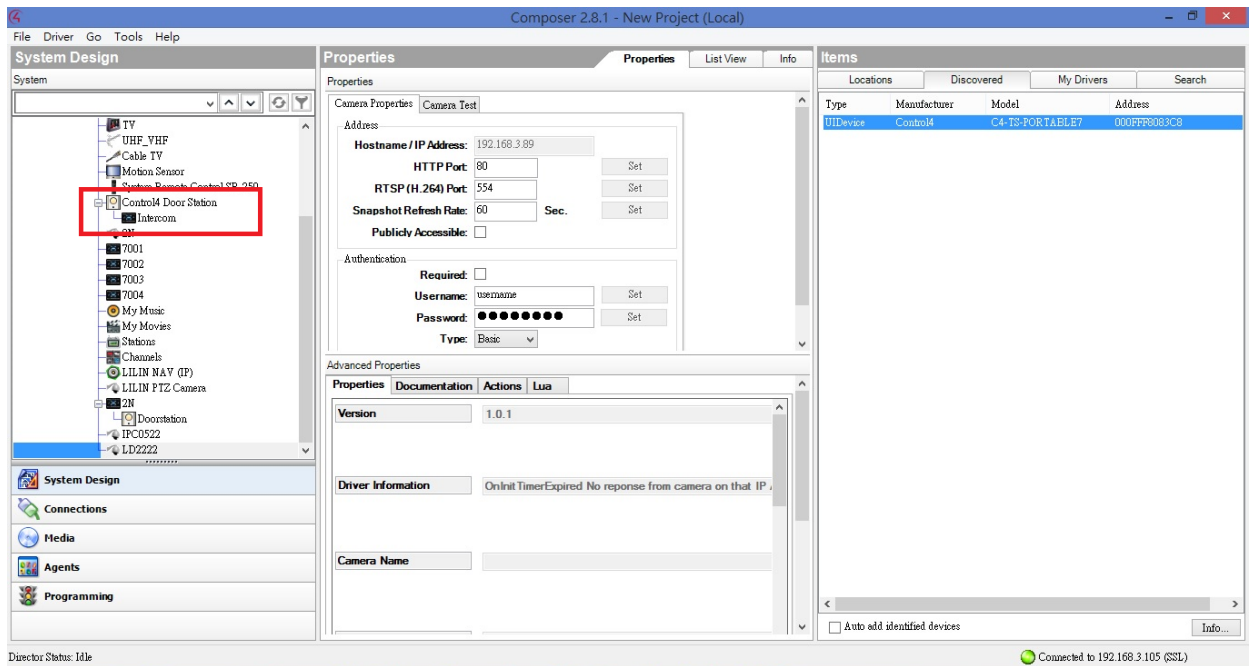 Composer 2.8.1 - New Project (Local)
File Driver Go Tools Help
System Design
System
TV
UHF_VHF
Cable TV
Motion Sensor
System Remote Control SR-250
Control4 Door Station
Intercom
2N
7001
7002
7003
7004
My Music
My Movies
Stations
Channels
LILIN NAV (IP)
LILIN PTZ Camera
2N
Doorstation
IPC0522
LD2222
System Design
Connections
Media
Agents
Programming
Properties
Properties List View Info
Properties
Camera Properties Camera Test
Address
Hostname / IP Address: 192.168.3.89
HTTP Port: 80 Set
RTSP (H.264) Port: 554 Set
Snapshot Refresh Rate: 60 Sec. Set
Publicly Accessible:
Authentication
Required:
Username: username Set
Password: ●●●●●●●● Set
Type: Basic
Advanced Properties
Properties Documentation Actions Lua
Version 1.0.1
Driver Information OnInitTimerExpired No reponse from camera on that IP
Camera Name
Items
Locations Discovered My Drivers Search
Type Manufacturer Model Address
UIDevice Control4 C4-TS-PORTABLE7 000FFF8083C8
Auto add identified devices Info...
Director Status: Idle Connected to 192.168.3.105 (SSL)